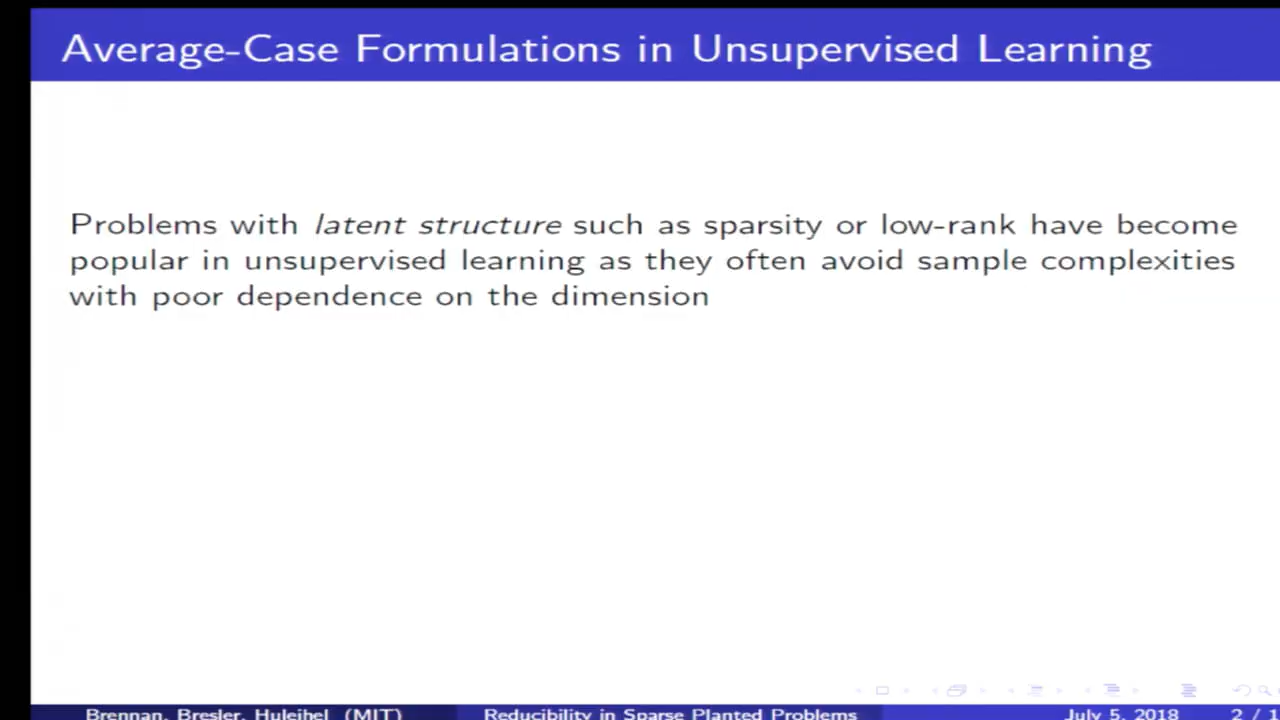 Average-Case Formulations in Unsupervised Learning
Problems with latent structure such as sparsity or low-rank have become
popular in unsupervised learning as they often avoid sample complexities
with poor dependence on the dimension
Brennan, Bresler, Huleihel (MIT) Reducibility in Sparse Planted Problems July 5, 2018 2 / 1